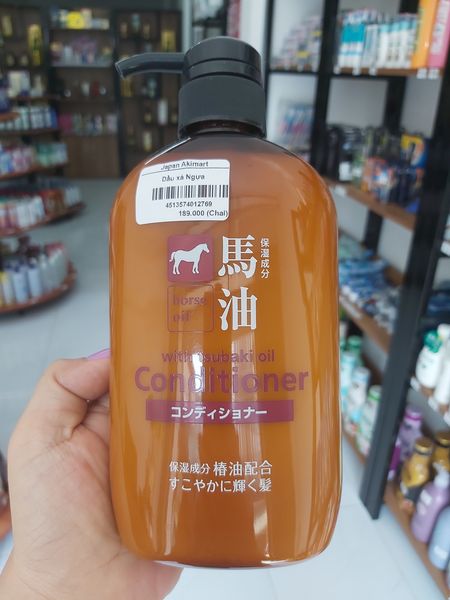 Japan Akimart
Dầu xả Ngựa
4513574012769
189.000 (Chai)
保湿成分
馬油
horse
oil
with tsubaki oil
Conditioner
コンディショナー
保湿成分 椿油配合
すこやかに輝く髪